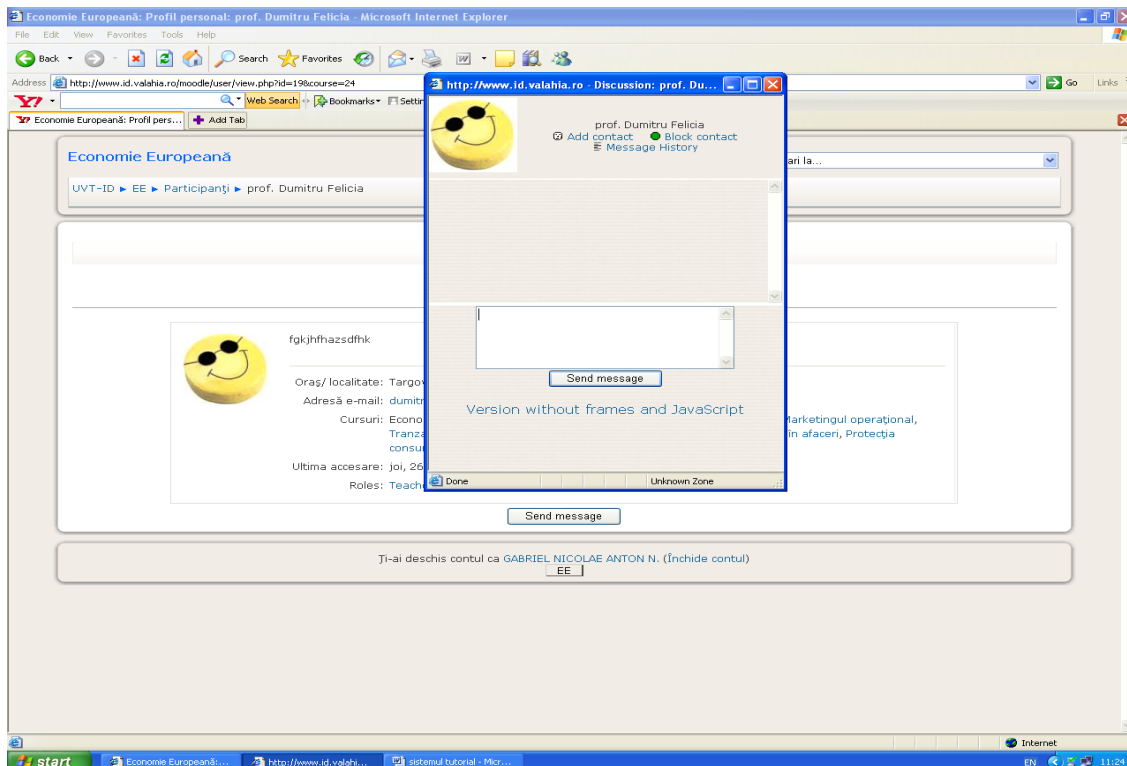 Economie Europeană: Profil personal: prof. Dumitru Felicia - Microsoft Internet Explorer
File Edit View Favorites Tools Help
Back Search Favorites
Address http://www.id.valahia.ro/moodle/user/view.php?id=198&course=24 Go Links
Y! Web Search Bookmarks
Economie Europeană: Profil pers... Add Tab
http://www.id.valahia.ro - Discussion: prof. Du...
prof. Dumitru Felicia
Add contact Block contact
Message History
Send message
Version without frames and JavaScript
Done Unknown Zone
Economie Europeană
ari la...
UVT-ID ► EE ► Participanţi ► prof. Dumitru Felicia
fgkjhfhazsdfhk
Oraş/ localitate: Targov
Adresă e-mail: dumitr
Cursuri: Econo Marketingul operaţional,
Tranza în afaceri, Protecţia
consu
Ultima accesare: joi, 26
Roles: Teach
Send message
Ţi-ai deschis contul ca GABRIEL NICOLAE ANTON N. (Închide contul)
EE
Internet
start Economie Europeană:... http://www.id.valahi... sistemul tutorial - Micr... EN 11:24